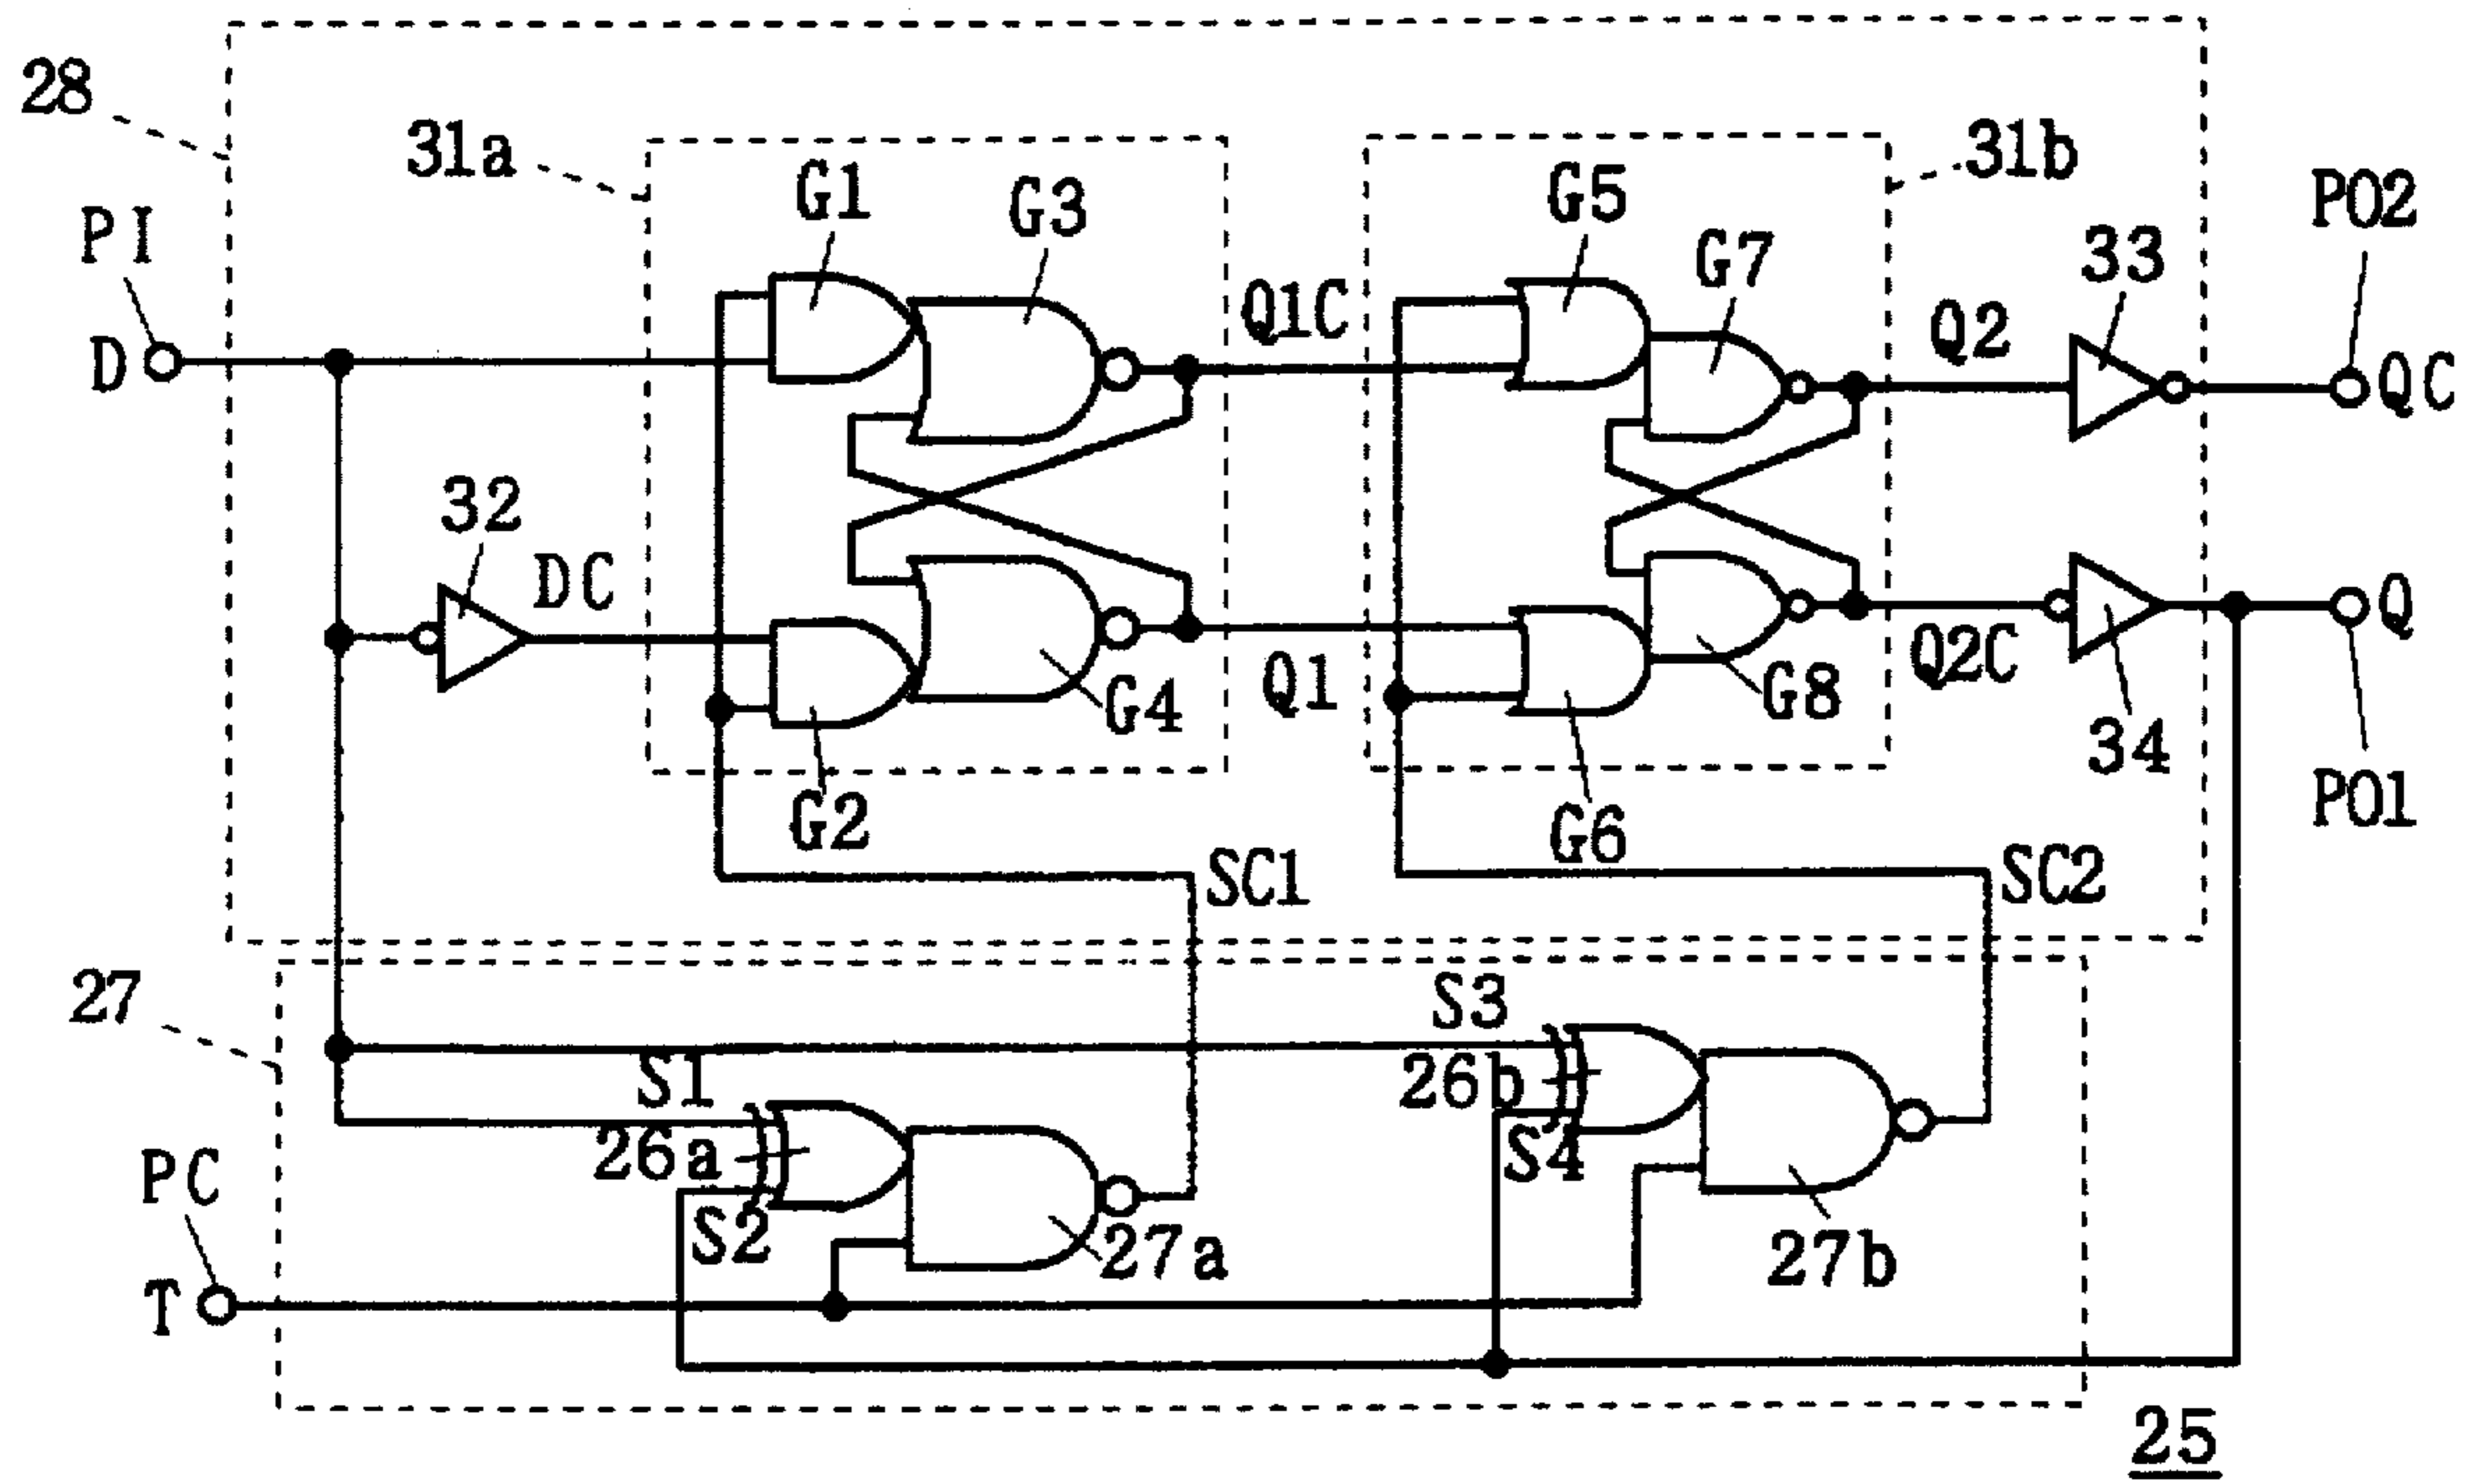 28
31a
31b
G1
G3
G5
G7
33
PO2
PI
D
Q1C
Q2
QC
32
DC
G4
Q1
G8
Q2C
34
Q
PO1
G2
G6
SC1
SC2
27
S3
S1
26b
S4
26a
S2
27a
27b
PC
T
25